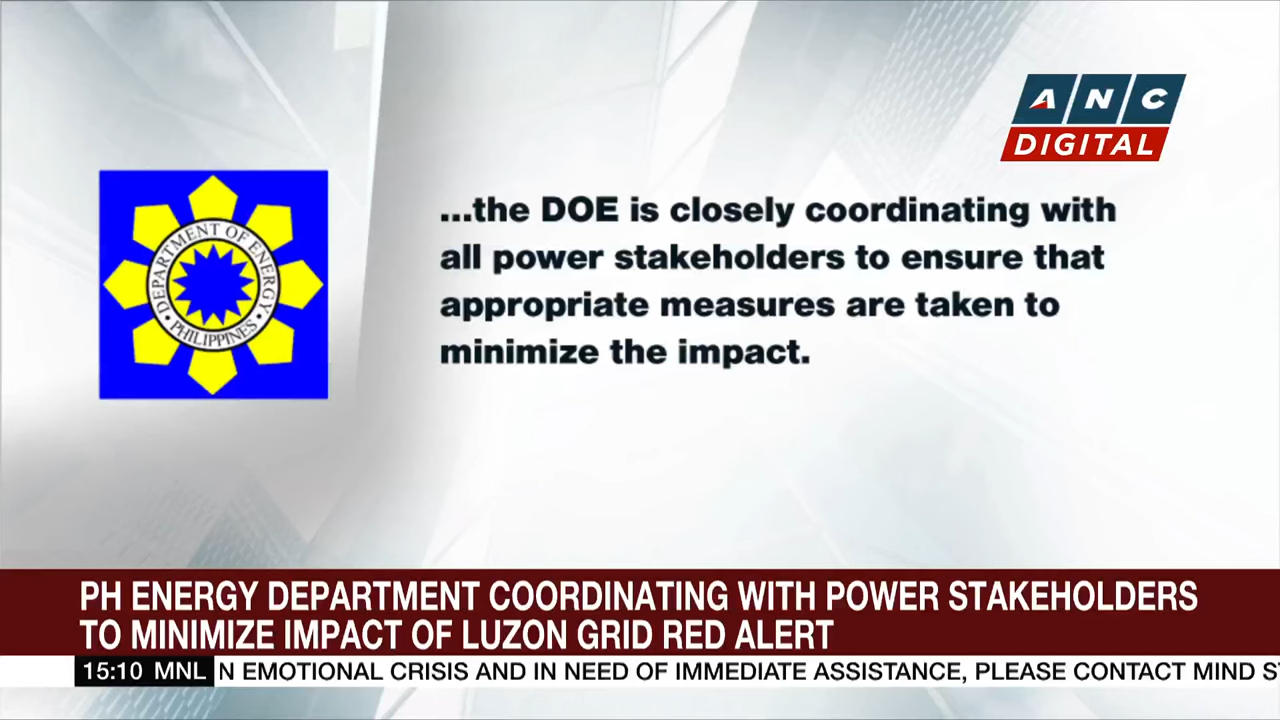 ANC
DIGITAL
DEPARTMENT OF ENERGY
PHILIPPINES
...the DOE is closely coordinating with
all power stakeholders to ensure that
appropriate measures are taken to
minimize the impact.
PH ENERGY DEPARTMENT COORDINATING WITH POWER STAKEHOLDERS
TO MINIMIZE IMPACT OF LUZON GRID RED ALERT
15:10 MNL N EMOTIONAL CRISIS AND IN NEED OF IMMEDIATE ASSISTANCE, PLEASE CONTACT MIND S